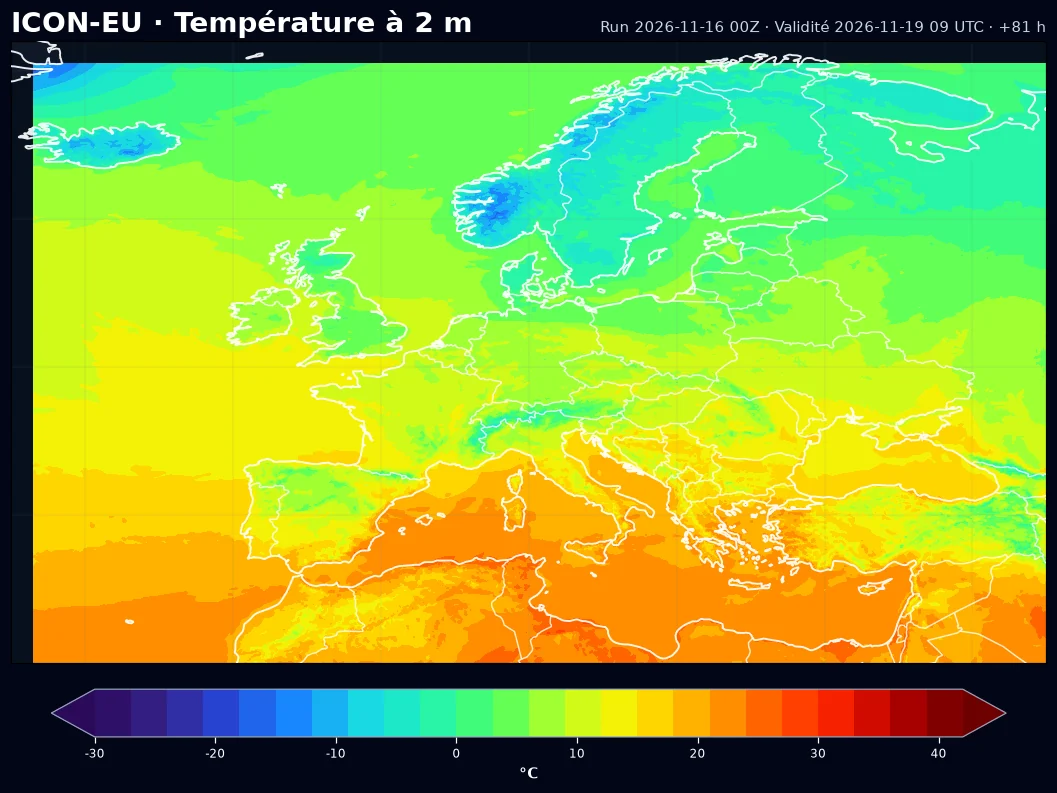 ICON-EU · Température à 2 m
Run 2026-11-16 00Z · Validité 2026-11-19 09 UTC · +81 h
-30 -20 -10 0 10 20 30 40
°C